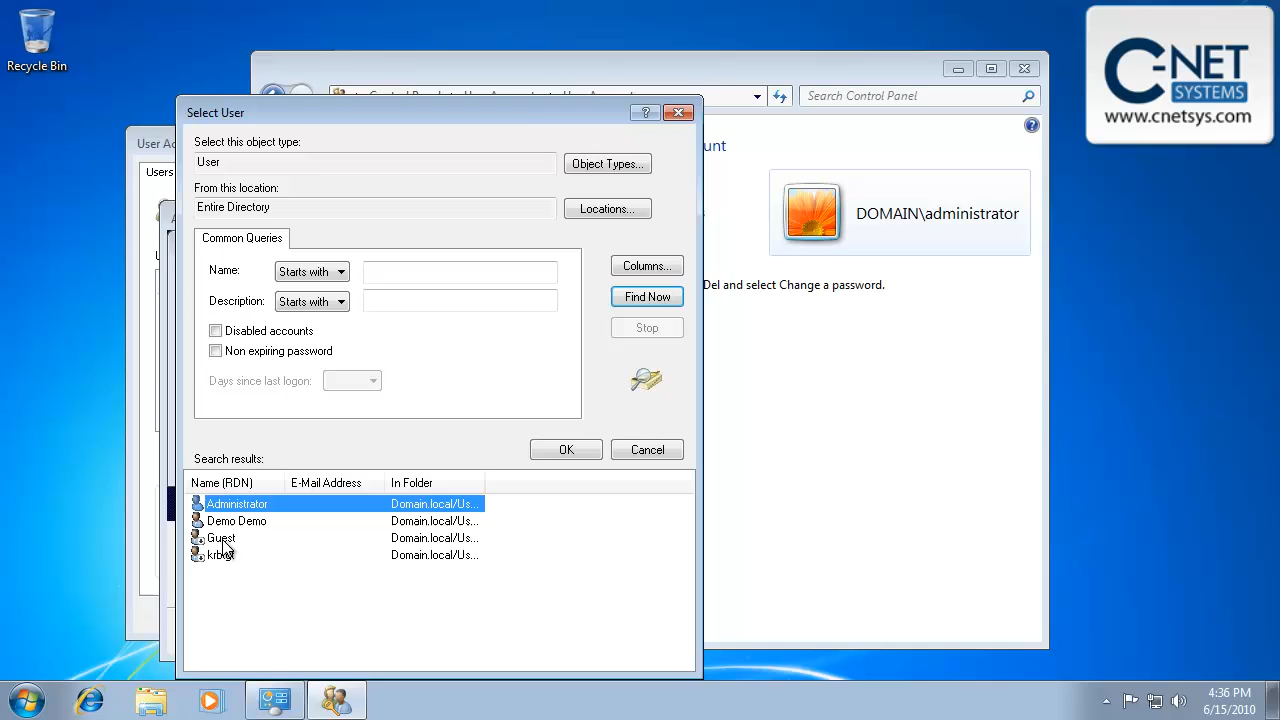 Recycle Bin
C-NET
SYSTEMS
www.cnetsys.com
Search Control Panel
Select User
Select this object type:
User
Object Types...
From this location:
Entire Directory
Locations...
Common Queries
Name:
Starts with
Description:
Starts with
Disabled accounts
Non expiring password
Days since last logon:
Columns...
Find Now
Stop
OK
Cancel
Search results:
Name (RDN)
E-Mail Address
In Folder
Administrator
Domain.local/Us...
Demo Demo
Domain.local/Us...
Guest
Domain.local/Us...
Domain.local/Us...
User Ac
Users
unt
DOMAIN\administrator
Del and select Change a password.
4:36 PM
6/15/2010